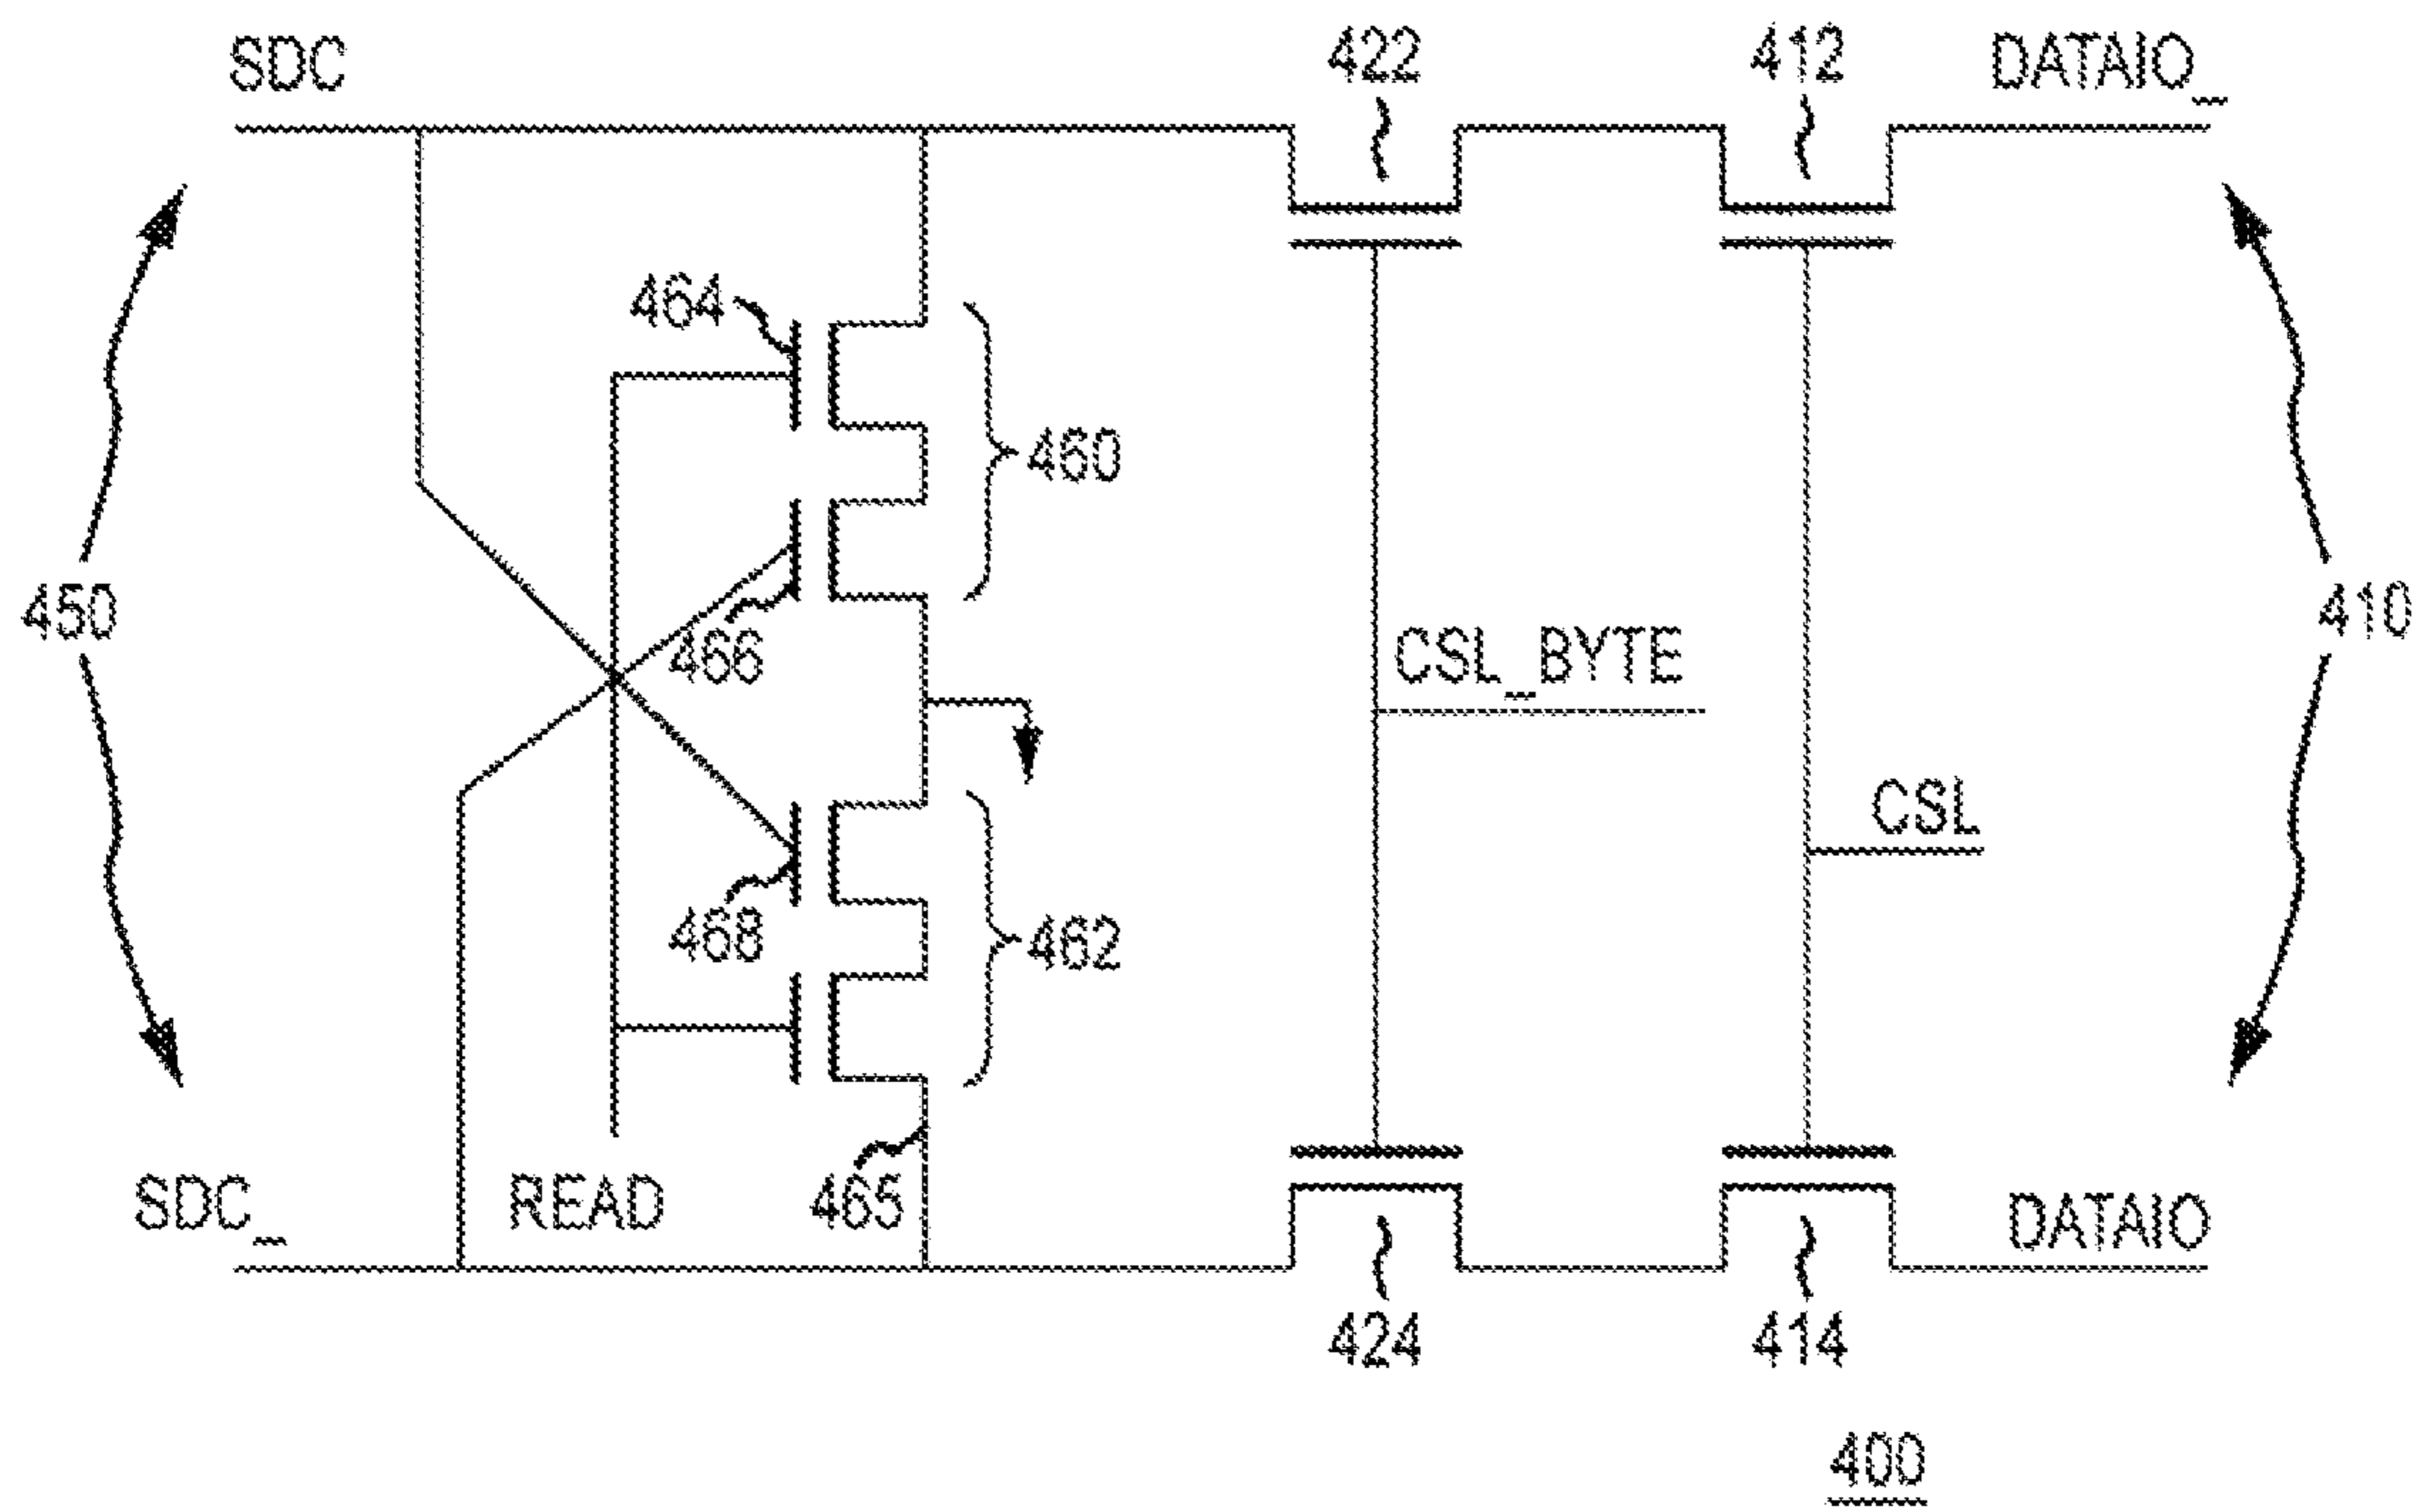 SDC 422 412 DATAIO_
464
460
450 466 CSL_BYTE 410
CSL
468 462
SDC_ READ 465 DATAIO
424 414
400